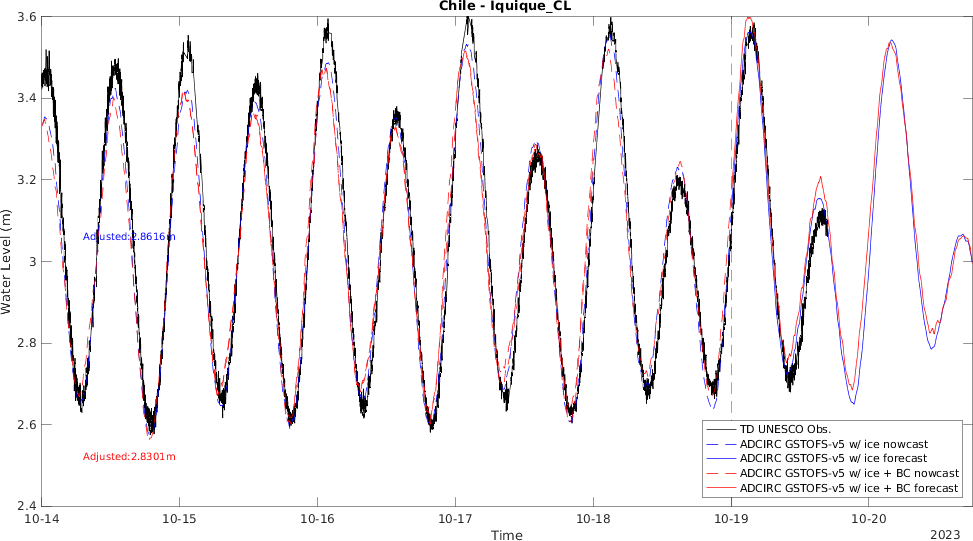 Chile - Iquique_CL
3.6
3.4
3.2
3
2.8
2.6
2.4
Water Level (m)
Adjusted:2.8616m
Adjusted:2.8301m
TD UNESCO Obs.
ADCIRC GSTOFS-v5 w/ ice nowcast
ADCIRC GSTOFS-v5 w/ ice forecast
ADCIRC GSTOFS-v5 w/ ice + BC nowcast
ADCIRC GSTOFS-v5 w/ ice + BC forecast
10-14 10-15 10-16 10-17 10-18 10-19 10-20
Time
2023